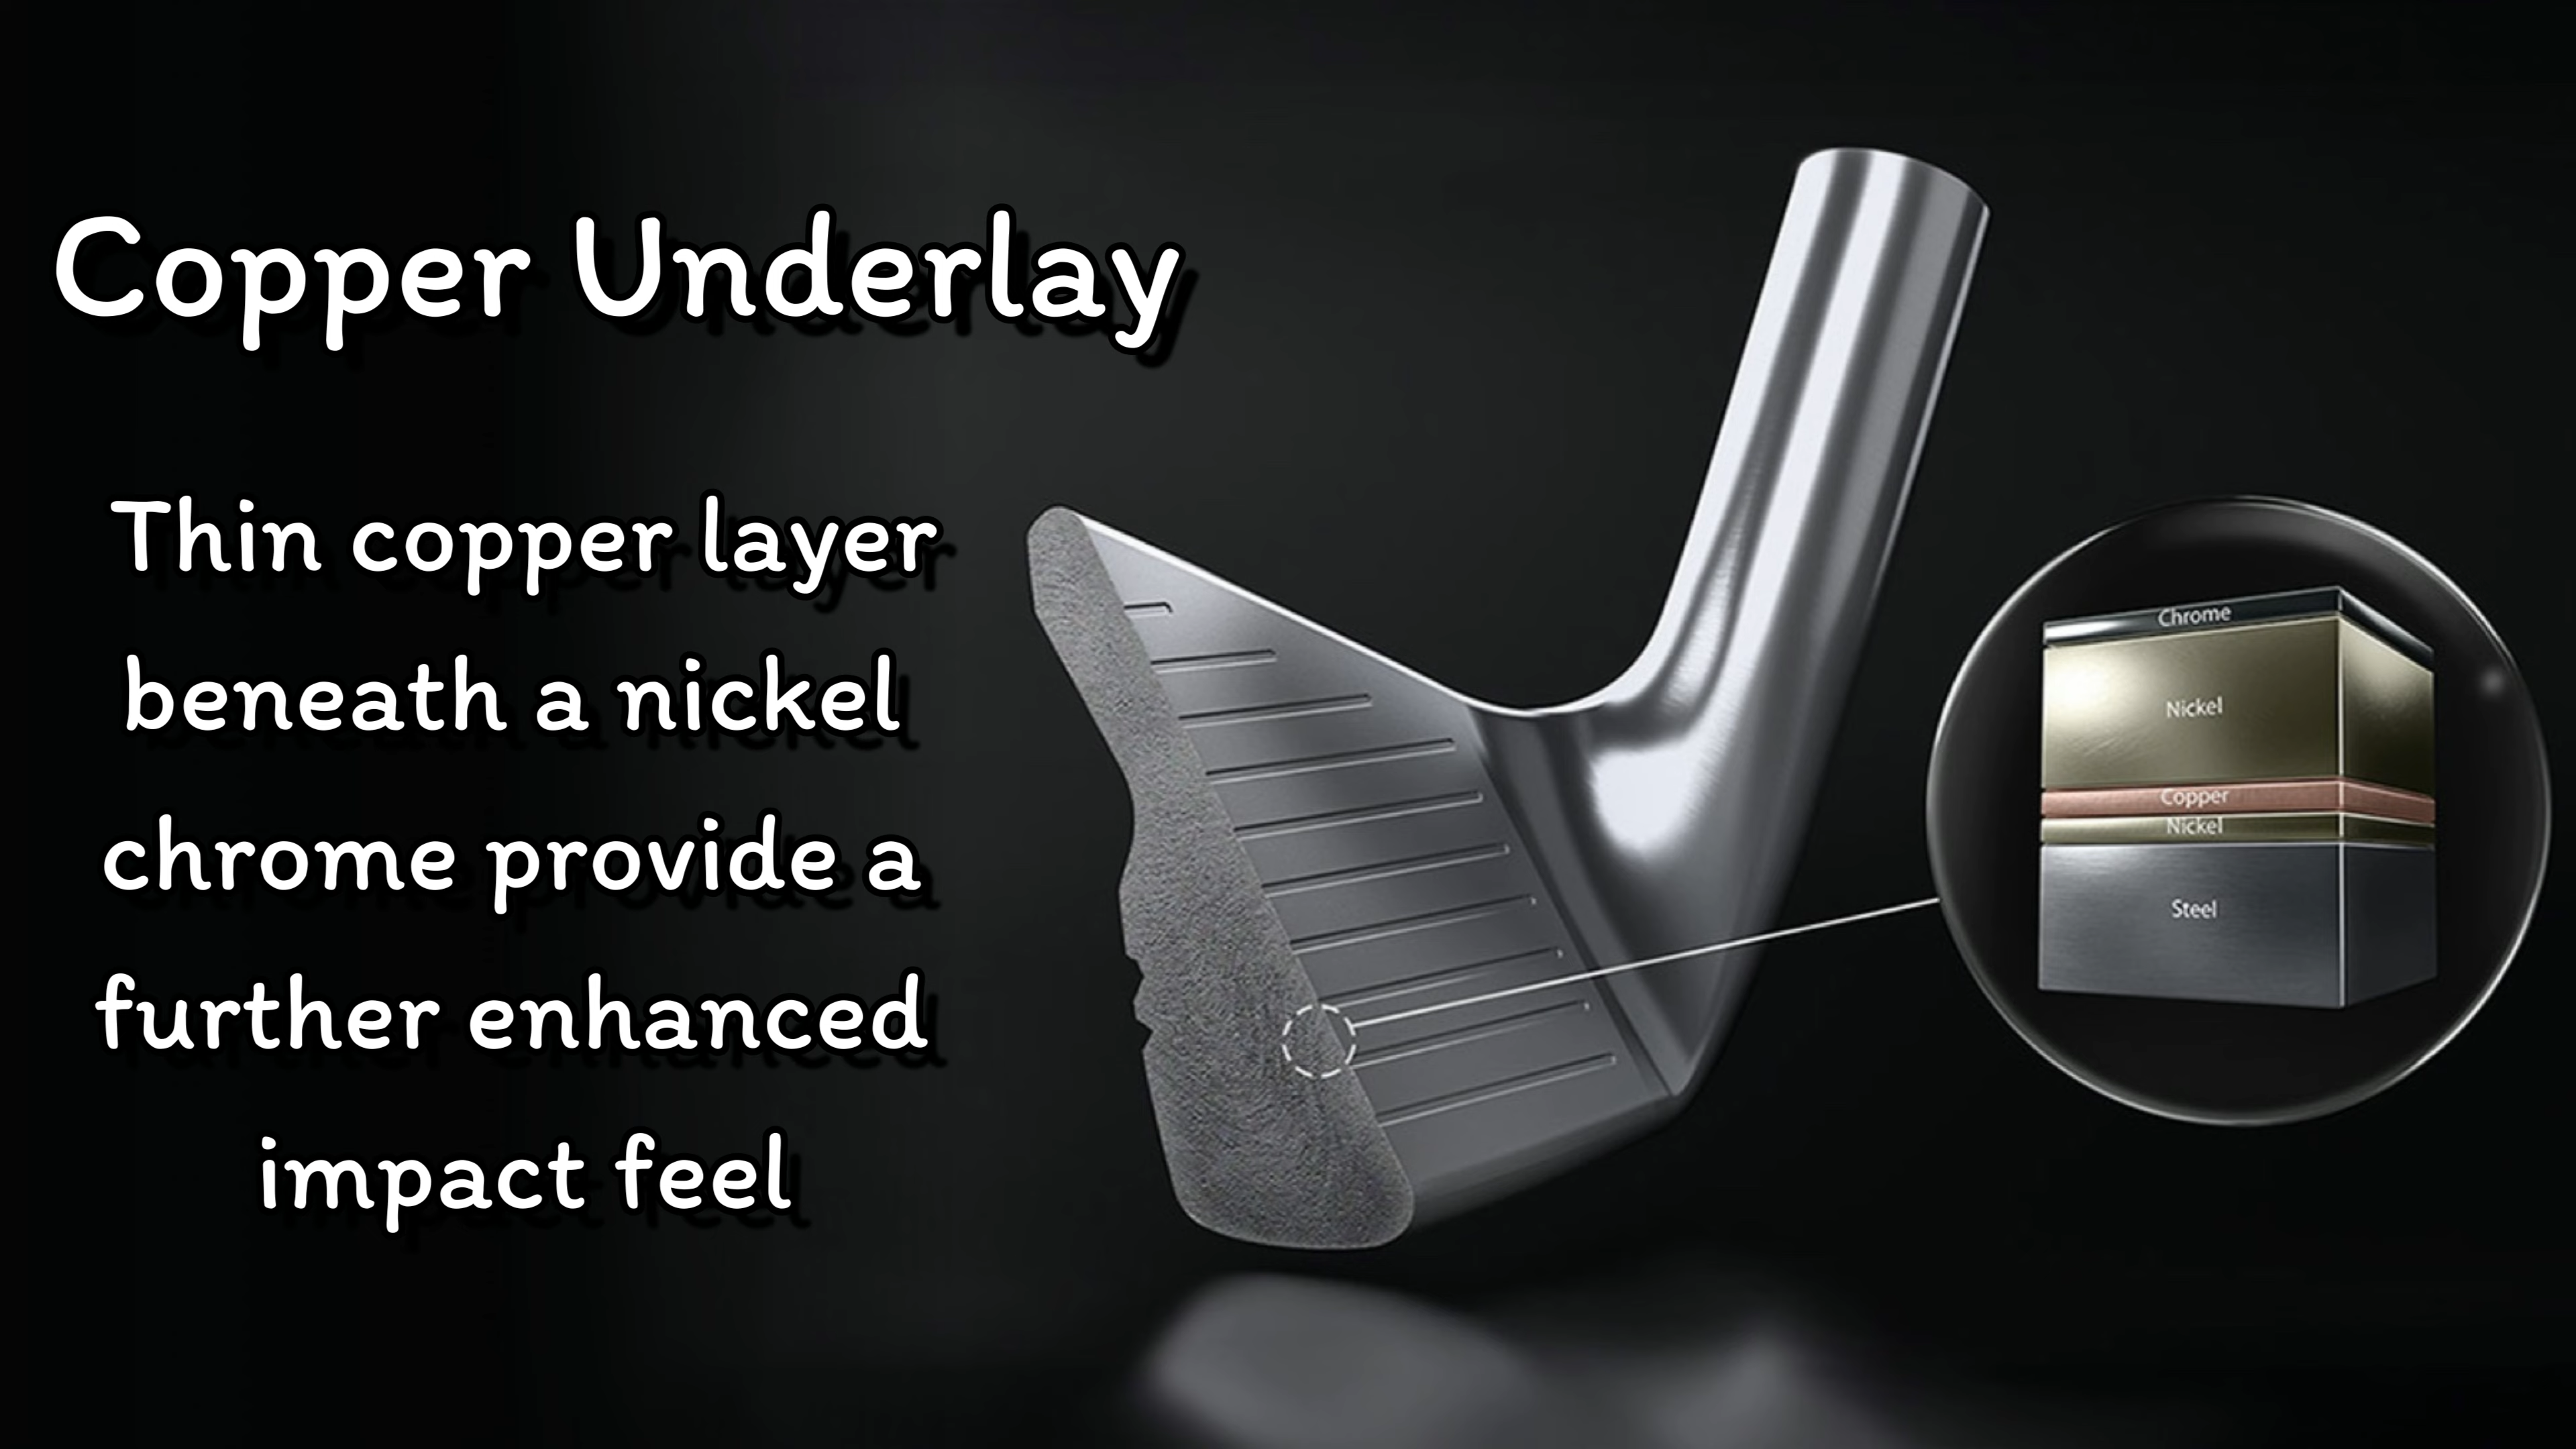 Copper Underlay
Thin copper layer
beneath a nickel
chrome provide a
further enhanced
impact feel
Chrome
Nickel
Copper
Nickel
Steel